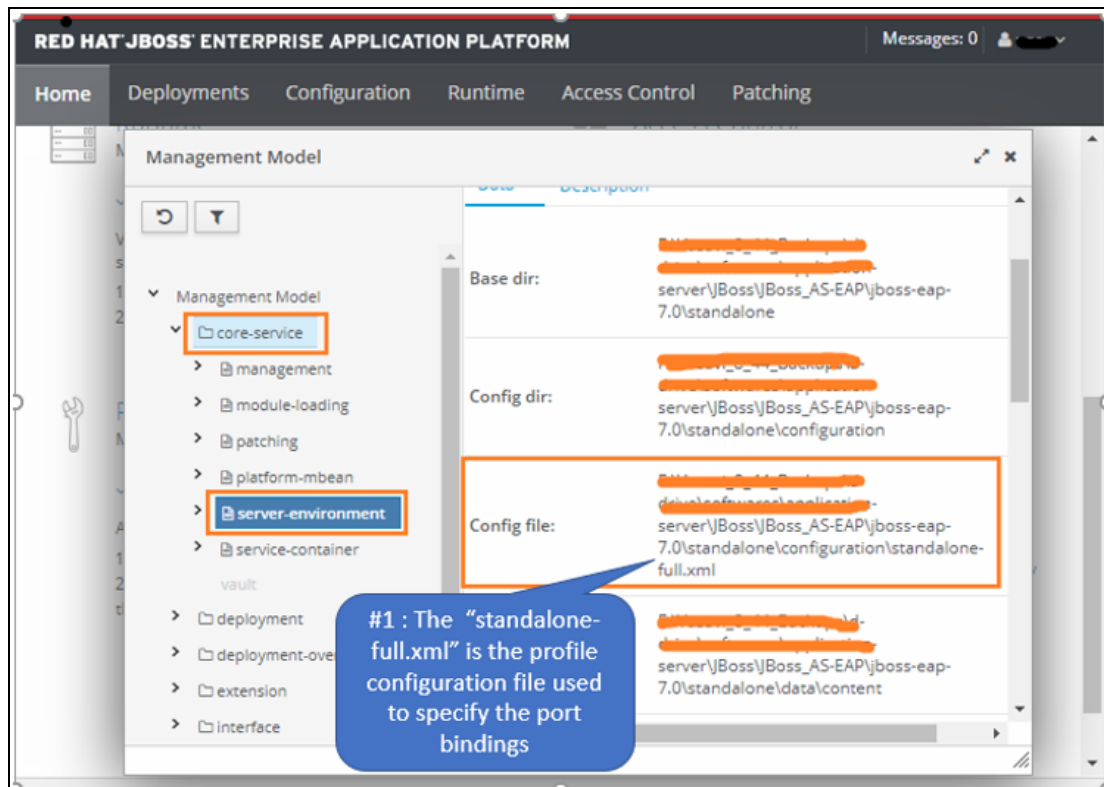 RED HAT JBOSS ENTERPRISE APPLICATION PLATFORM
Messages: 0
Home Deployments Configuration Runtime Access Control Patching
Management Model
Data Description
Management Model
core-service
management
module-loading
patching
platform-mbean
server-environment
service-container
vault
deployment
deployment-over
extension
interface
Base dir:
server\JBoss\JBoss_AS-EAP\jboss-eap-
7.0\standalone
Config dir:
server\JBoss\JBoss_AS-EAP\jboss-eap-
7.0\standalone\configuration
Config file:
server\JBoss\JBoss_AS-EAP\jboss-eap-
7.0\standalone\configuration\standalone-
full.xml
server\JBoss\JBoss_AS-EAP\jboss-eap-
7.0\standalone\data\content
#1 : The “standalone-
full.xml” is the profile
configuration file used
to specify the port
bindings